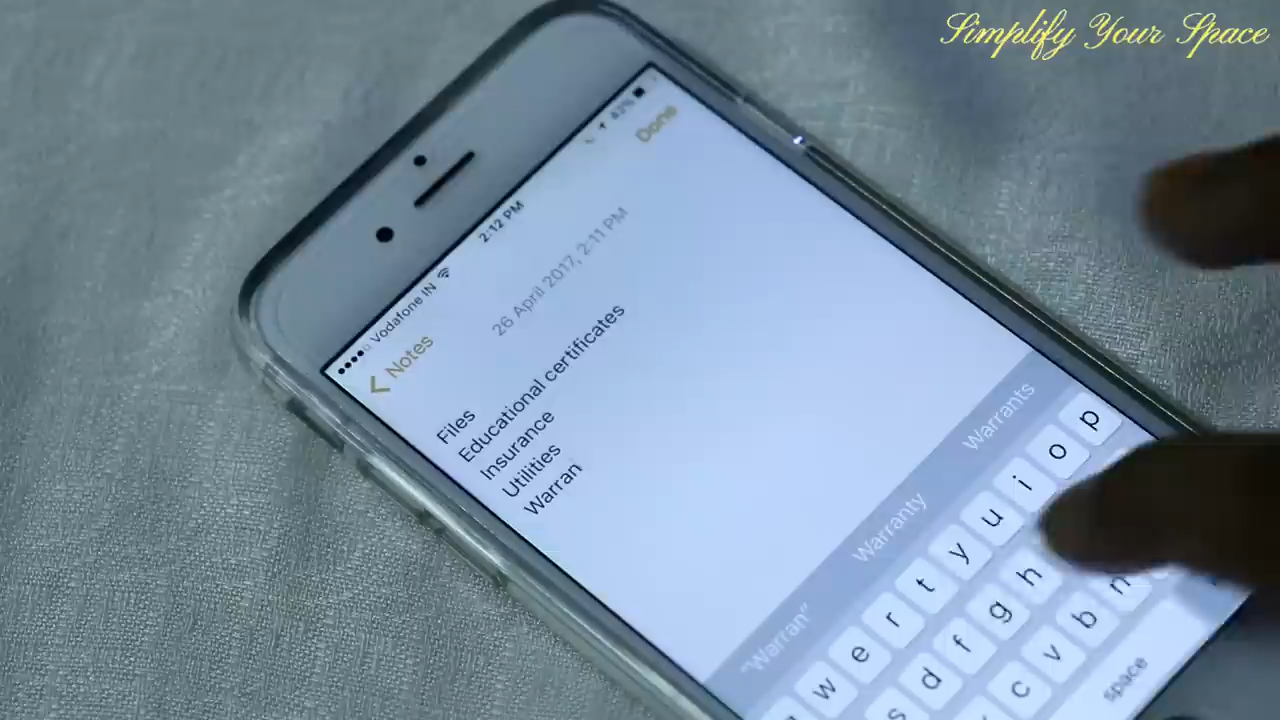 Simplify Your Space
Vodafone IN 2:12 PM 83%
Notes Done
26 April 2017, 2:11 PM
Files
Educational certificates
Insurance
Utilities
Warran
"Warran" Warranty Warrants
w e r t y u i o p
s d f g h
c v b n
space